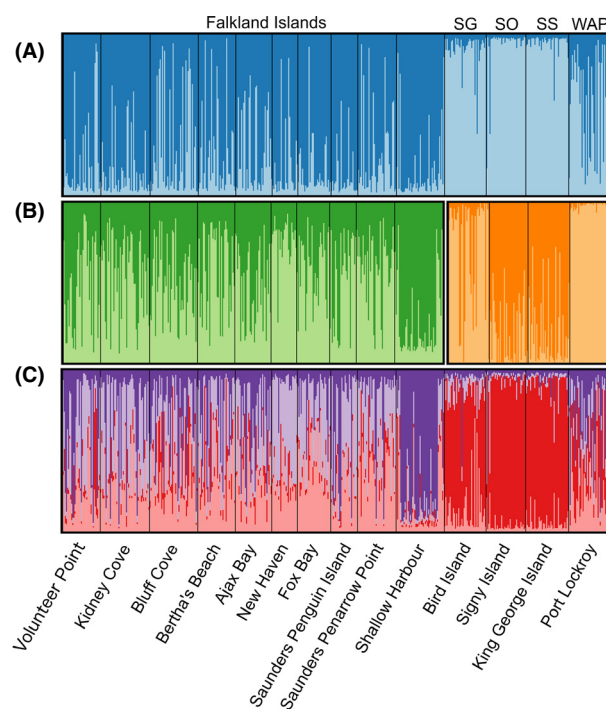 Falkland Islands SG SO SS WAP
(A)
(B)
(C)
Volunteer Point
Kidney Cove
Bluff Cove
Bertha's Beach
Ajax Bay
New Haven
Fox Bay
Saunders Penguin Island
Saunders Penarrow Point
Shallow Harbour
Bird Island
Signy Island
King George Island
Port Lockroy